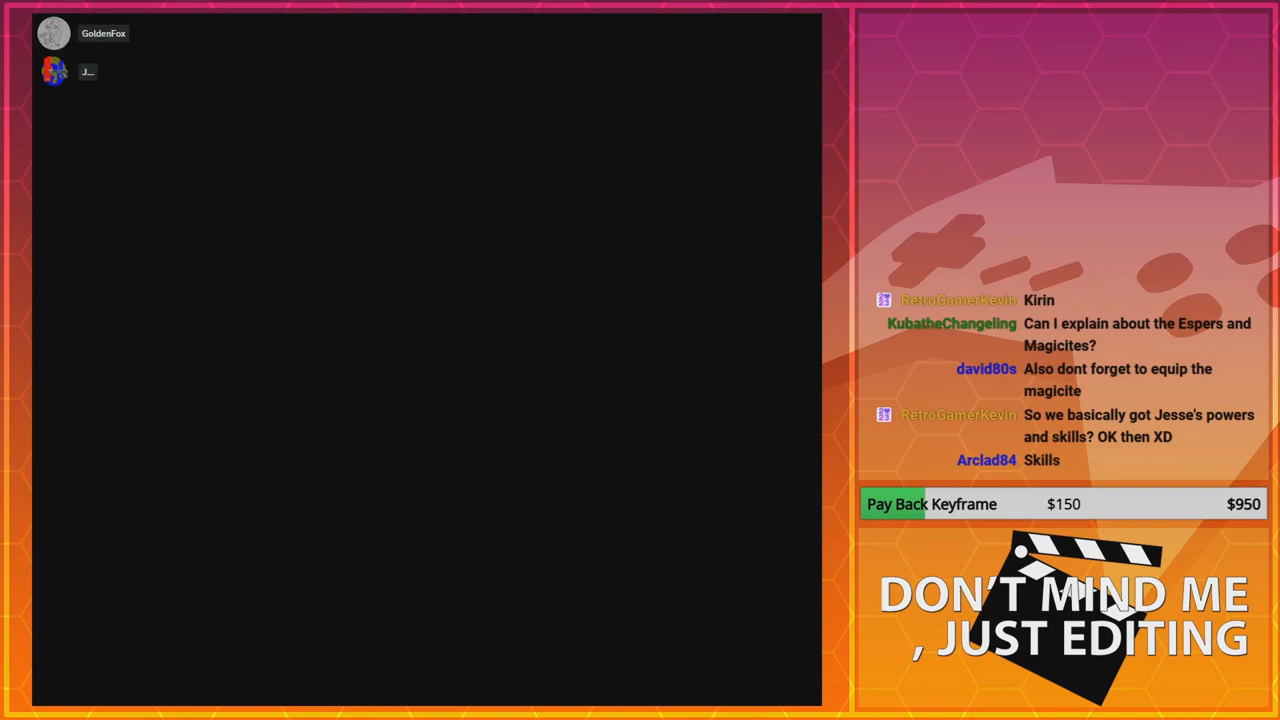 GoldenFox
J...
RetroGamerKevin Kirin
KubatheChangeling Can I explain about the Espers and
Magicites?
david80s Also dont forget to equip the
magicite
RetroGamerKevin So we basically got Jesse's powers
and skills? OK then XD
Arclad84 Skills
Pay Back Keyframe $150 $950
DON'T MIND ME
, JUST EDITING